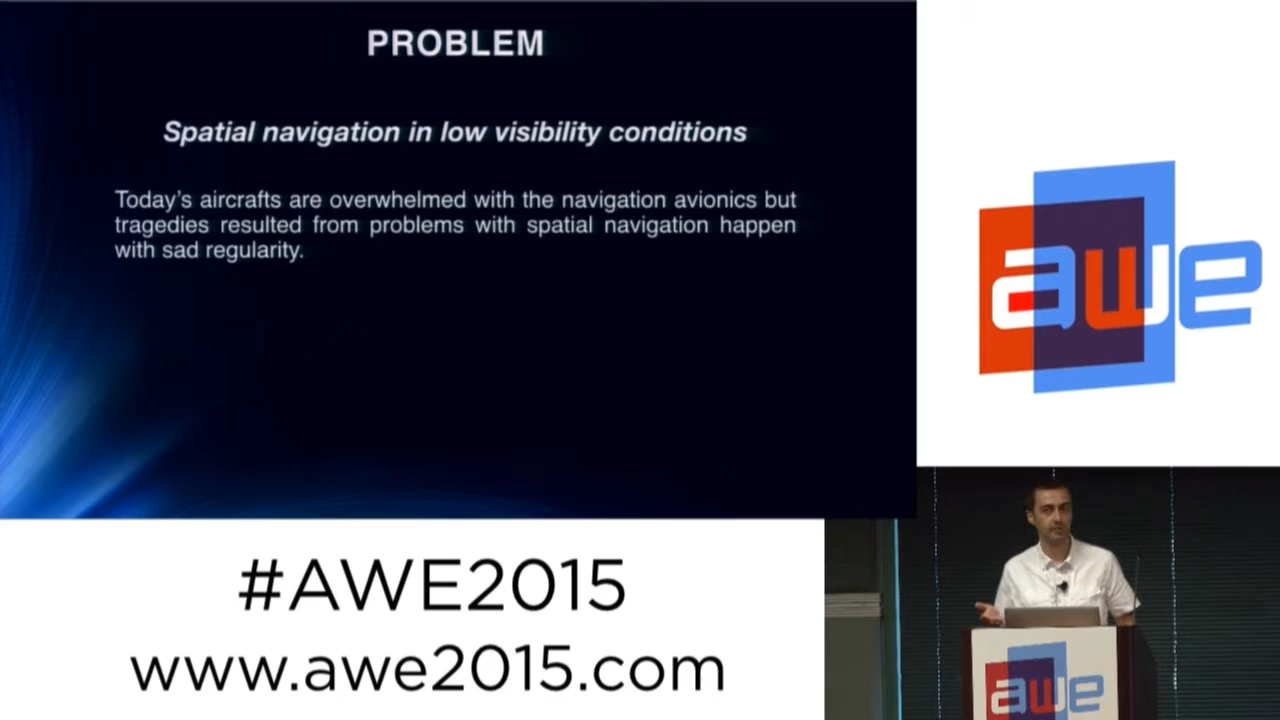 PROBLEM
Spatial navigation in low visibility conditions
Today's aircrafts are overwhelmed with the navigation avionics but
tragedies resulted from problems with spatial navigation happen
with sad regularity.
awe
#AWE2015
www.awe2015.com
awe